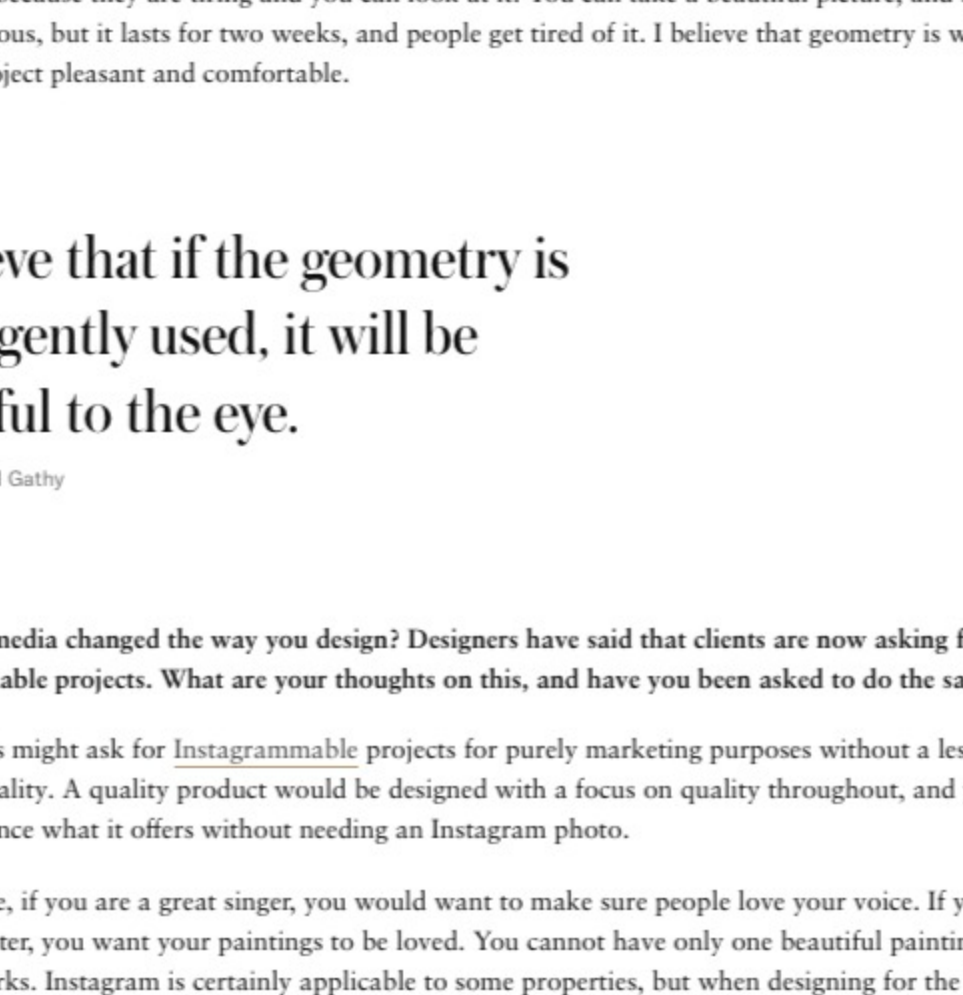 ous, but it lasts for two weeks, and people get tired of it. I believe that geometry is w
ject pleasant and comfortable.
eve that if the geometry is
gently used, it will be
ful to the eye.
Gathy
media changed the way you design? Designers have said that clients are now asking f
able projects. What are your thoughts on this, and have you been asked to do the sa
s might ask for Instagrammable projects for purely marketing purposes without a les
ality. A quality product would be designed with a focus on quality throughout, and
nce what it offers without needing an Instagram photo.
e, if you are a great singer, you would want to make sure people love your voice. If y
ter, you want your paintings to be loved. You cannot have only one beautiful paintin
rks. Instagram is certainly applicable to some properties, but when designing for the